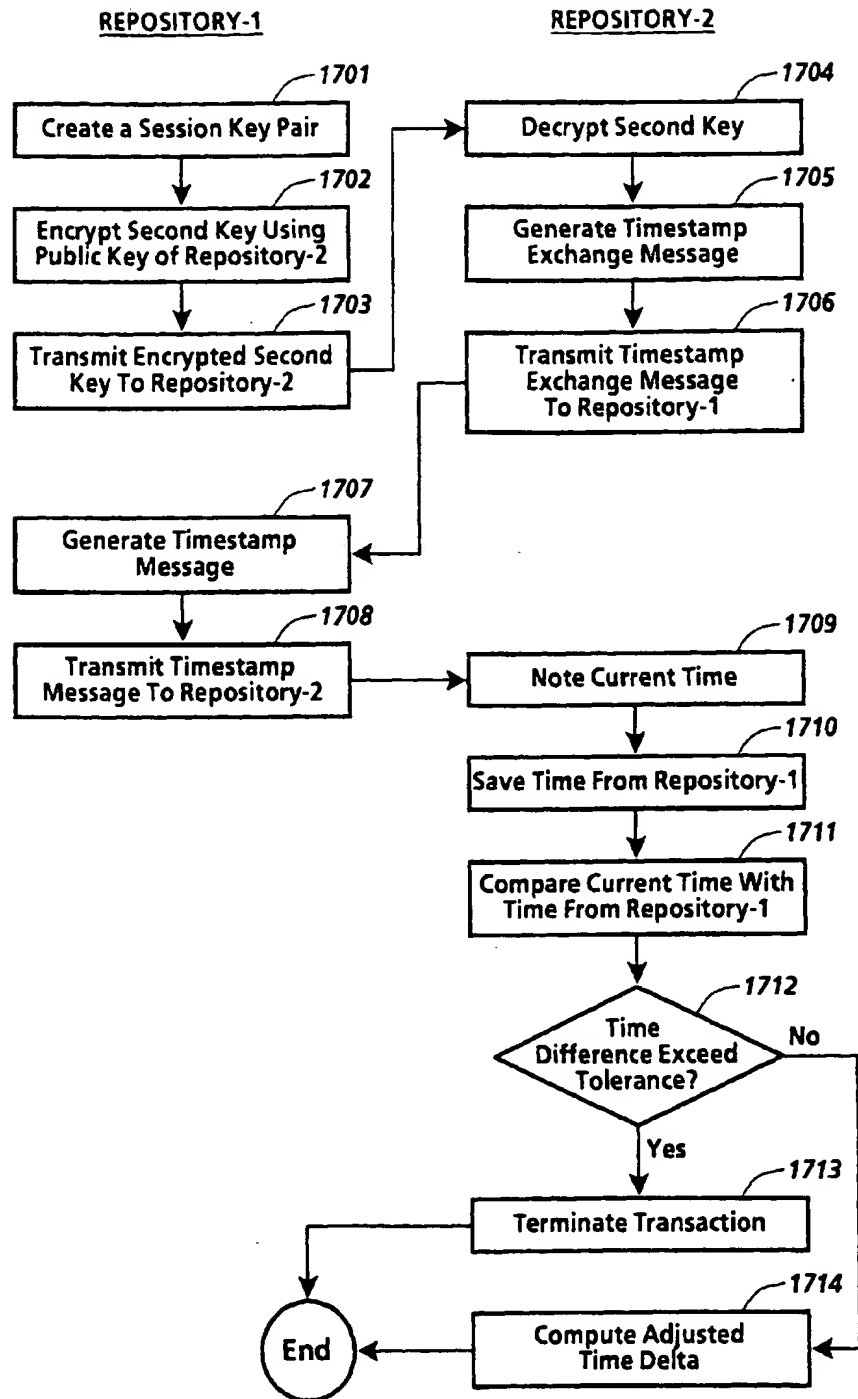 REPOSITORY-1
REPOSITORY-2
1701
Create a Session Key Pair
1702
Encrypt Second Key Using
Public Key of Repository-2
1703
Transmit Encrypted Second
Key To Repository-2
1704
Decrypt Second Key
1705
Generate Timestamp
Exchange Message
1706
Transmit Timestamp
Exchange Message
To Repository-1
1707
Generate Timestamp
Message
1708
Transmit Timestamp
Message To Repository-2
1709
Note Current Time
1710
Save Time From Repository-1
1711
Compare Current Time With
Time From Repository-1
1712
Time
Difference Exceed
Tolerance?
No
Yes
1713
Terminate Transaction
1714
Compute Adjusted
Time Delta
End